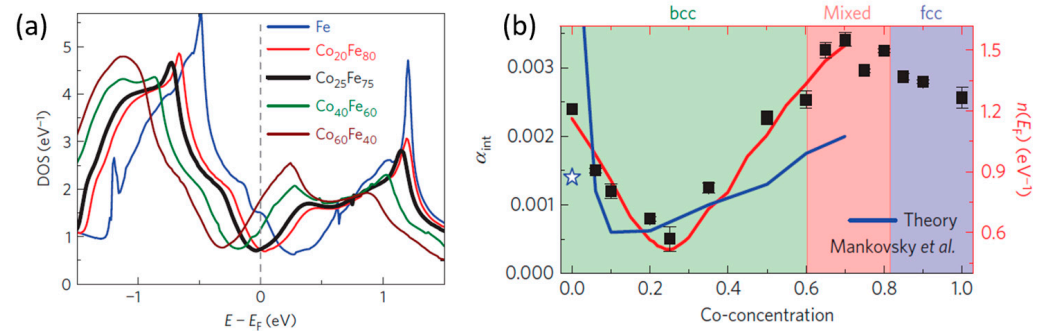 (a)
DOS (eV⁻¹)
5
4
3
2
1
0
Fe
Co₂₀Fe₈₀
Co₂₅Fe₇₅
Co₄₀Fe₆₀
Co₆₀Fe₄₀
−1 0 1
E − E_F (eV)
(b)
bcc Mixed fcc
α_int
0.003
0.002
0.001
0.000
1.5
1.2
0.9
0.6
n(E_F) (eV⁻¹)
Theory
Mankovsky et al.
0.0 0.2 0.4 0.6 0.8 1.0
Co-concentration